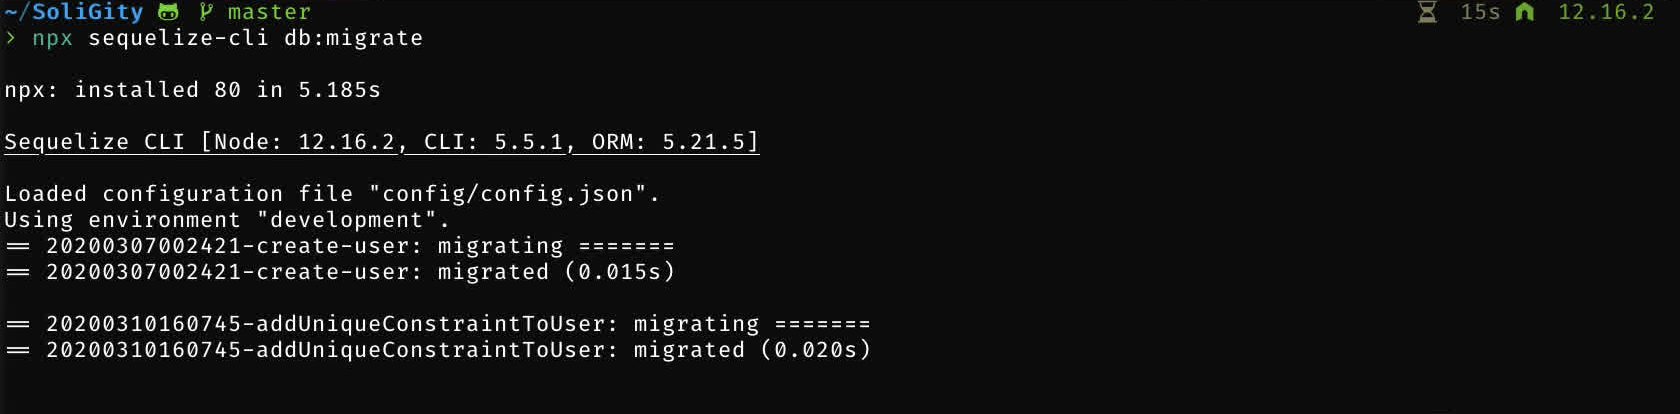 ~/SoliGity master 15s 12.16.2
> npx sequelize-cli db:migrate
npx: installed 80 in 5.185s
Sequelize CLI [Node: 12.16.2, CLI: 5.5.1, ORM: 5.21.5]
Loaded configuration file "config/config.json".
Using environment "development".
== 20200307002421-create-user: migrating =======
== 20200307002421-create-user: migrated (0.015s)
== 20200310160745-addUniqueConstraintToUser: migrating =======
== 20200310160745-addUniqueConstraintToUser: migrated (0.020s)